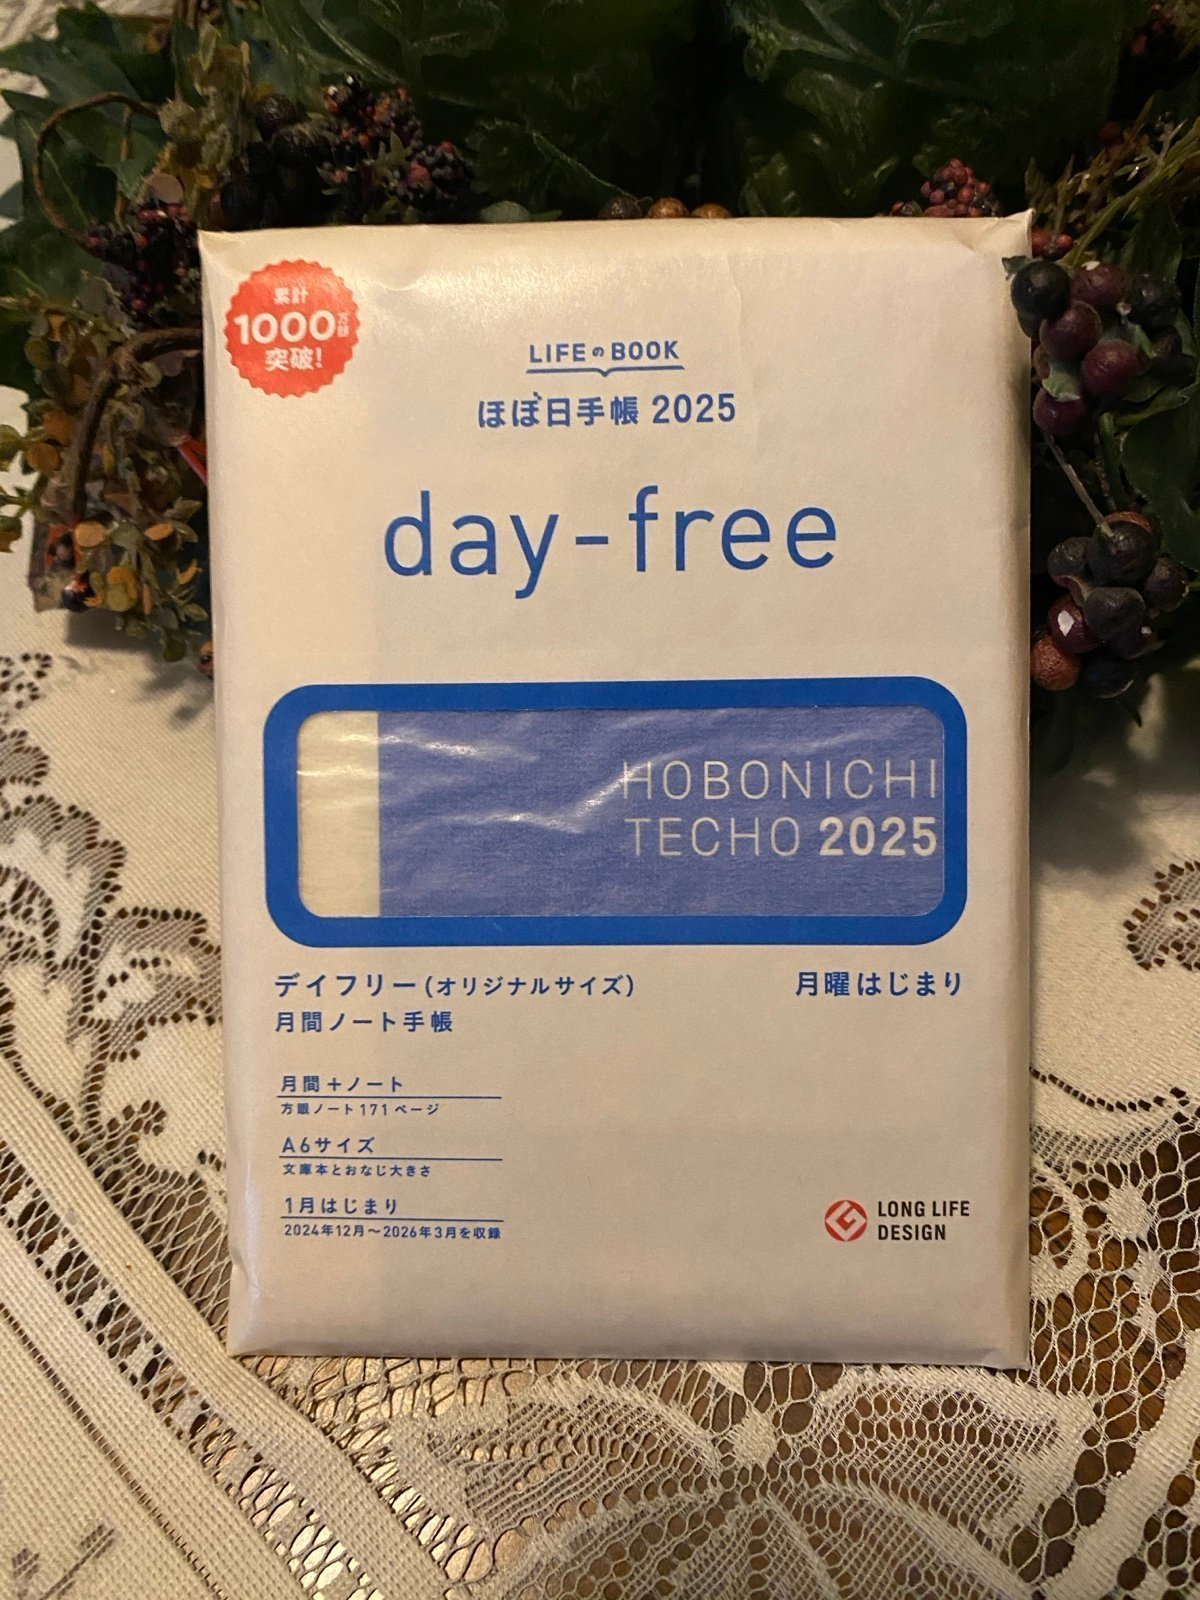 累計
1000万部
突破!
LIFEのBOOK
ほぼ日手帳 2025
day-free
HOBONICHI
TECHO 2025
デイフリー(オリジナルサイズ)
月間ノート手帳
月曜はじまり
月間+ノート
方眼ノート171ページ
A6サイズ
文庫本とおなじ大きさ
1月はじまり
2024年12月~2026年3月を収録
LONG LIFE
DESIGN